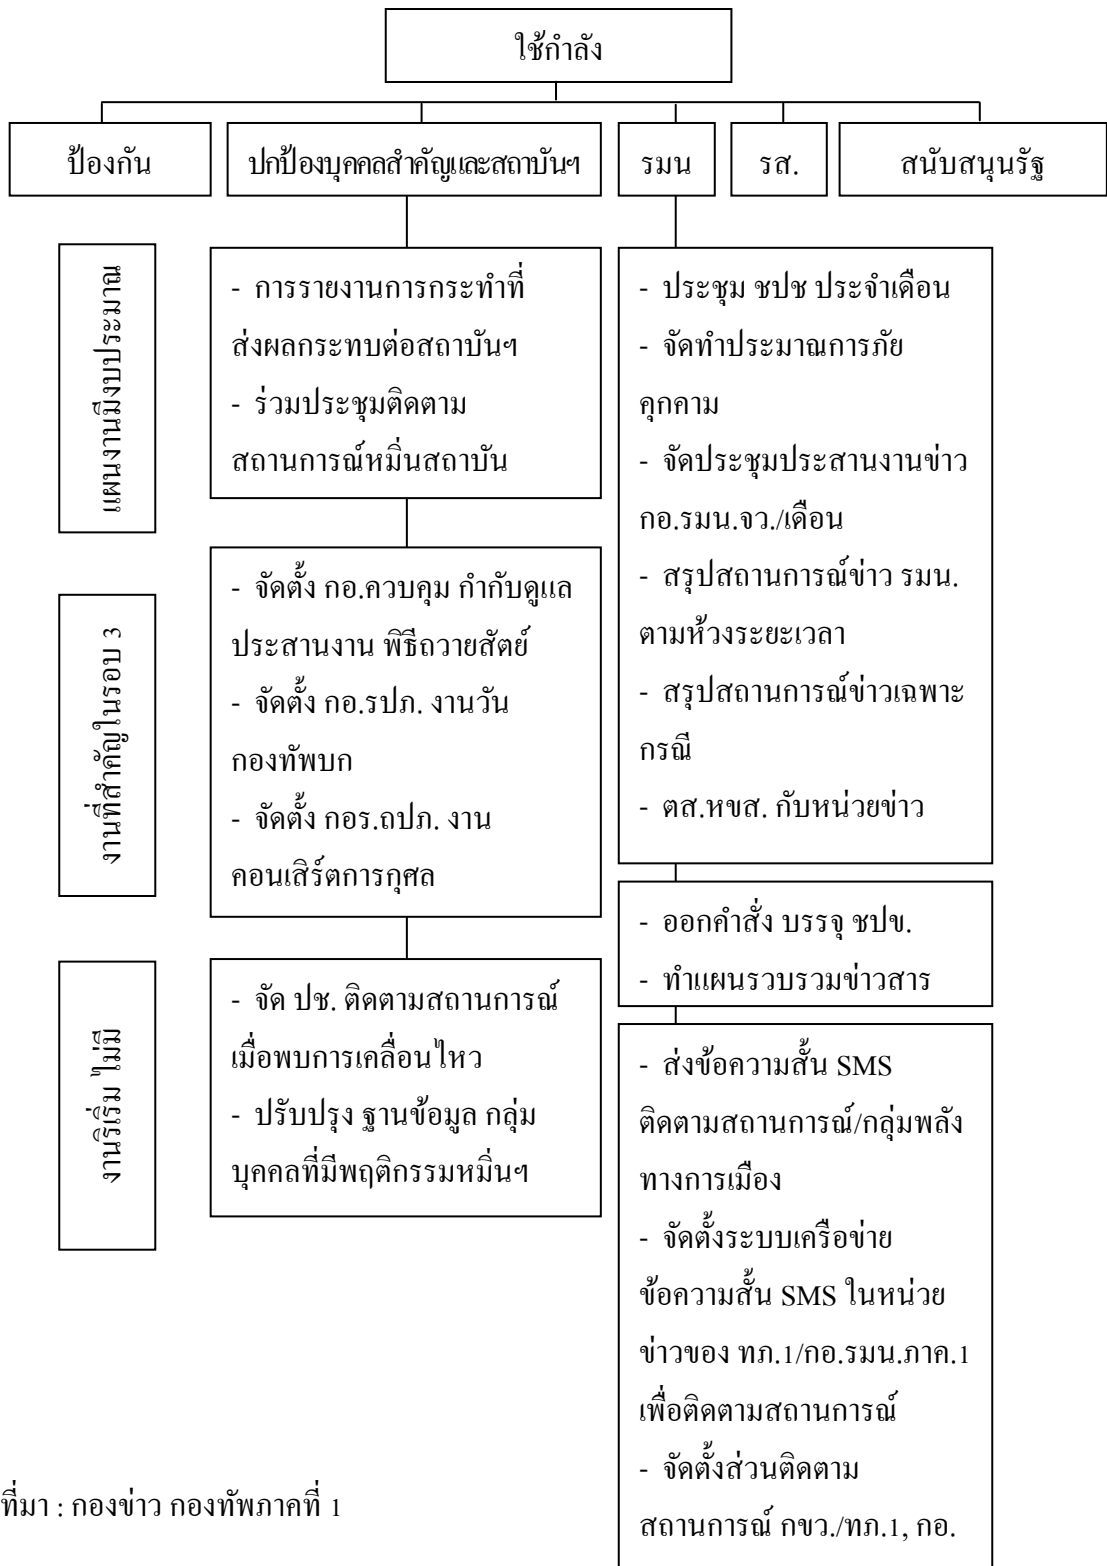 ใช้กำลัง
ป้องกัน
ปกป้องบุคคลสำคัญและสถาบันฯ
รมน
รส.
สนับสนุนรัฐ
แผนงานมีงบประมาณ
- การรายงานการกระทำที่
ส่งผลกระทบต่อสถาบันฯ
- ร่วมประชุมติดตาม
สถานการณ์หมิ่นสถาบัน
- ประชุม ชปช ประจำเดือน
- จัดทำประมาณการภัย
คุกคาม
- จัดประชุมประสานงานข่าว
กอ.รมน.จว./เดือน
- สรุปสถานการณ์ข่าว รมน.
ตามห้วงระยะเวลา
- สรุปสถานการณ์ข่าวเฉพาะ
กรณี
- ตส.หขส. กับหน่วยข่าว
งานที่สำคัญในรอบ 3
- จัดตั้ง กอ.ควบคุม กำกับดูแล
ประสานงาน พิธีถวายสัตย์
- จัดตั้ง กอ.รปภ. งานวัน
กองทัพบก
- จัดตั้ง กอร.ถปภ. งาน
คอนเสิร์ตการกุศล
- ออกคำสั่ง บรรจุ ชปข.
- ทำแผนรวบรวมข่าวสาร
งานริเริ่ม ไม่มี
- จัด ปช. ติดตามสถานการณ์
เมื่อพบการเคลื่อนไหว
- ปรับปรุง ฐานข้อมูล กลุ่ม
บุคคลที่มีพฤติกรรมหมิ่นฯ
- ส่งข้อความสั้น SMS
ติดตามสถานการณ์/กลุ่มพลัง
ทางการเมือง
- จัดตั้งระบบเครือข่าย
ข้อความสั้น SMS ในหน่วย
ข่าวของ ทภ.1/กอ.รมน.ภาค.1
เพื่อติดตามสถานการณ์
- จัดตั้งส่วนติดตาม
สถานการณ์ กขว./ทภ.1, กอ.
ที่มา : กองข่าว กองทัพภาคที่ 1